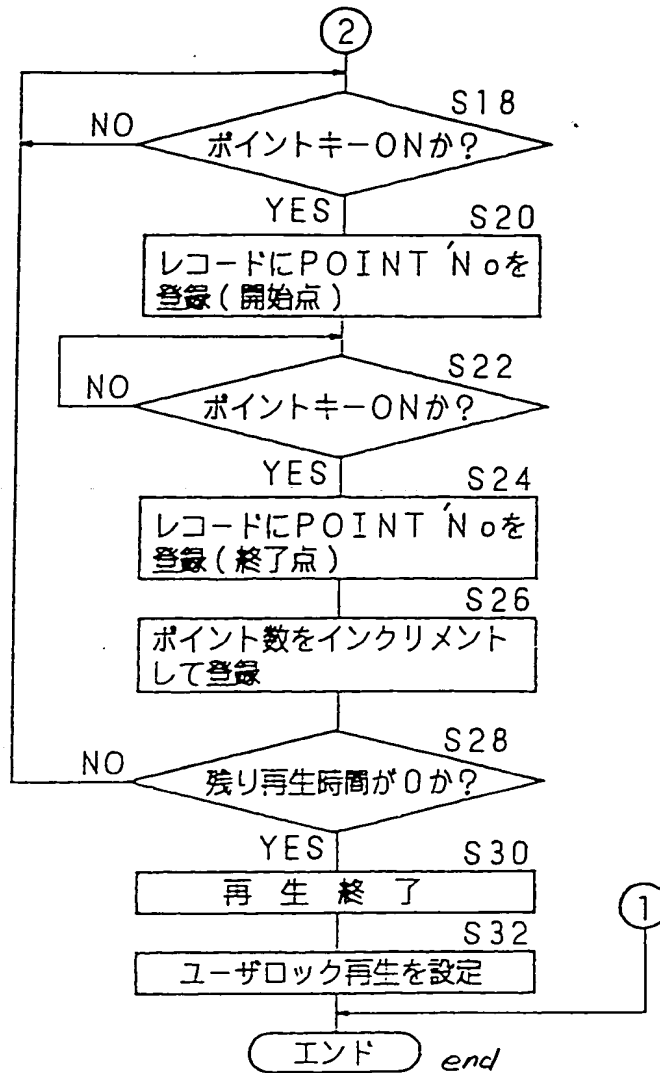 2
S18
NO
ポイントキーONか?
YES
S20
レコードにPOINT'Noを
登録(開始点)
S22
NO
ポイントキーONか?
YES
S24
レコードにPOINT'Noを
登録(終了点)
S26
ポイント数をインクリメント
して登録
S28
NO
残り再生時間が0か?
YES
S30
再生終了
1
S32
ユーザロック再生を設定
エンド
end